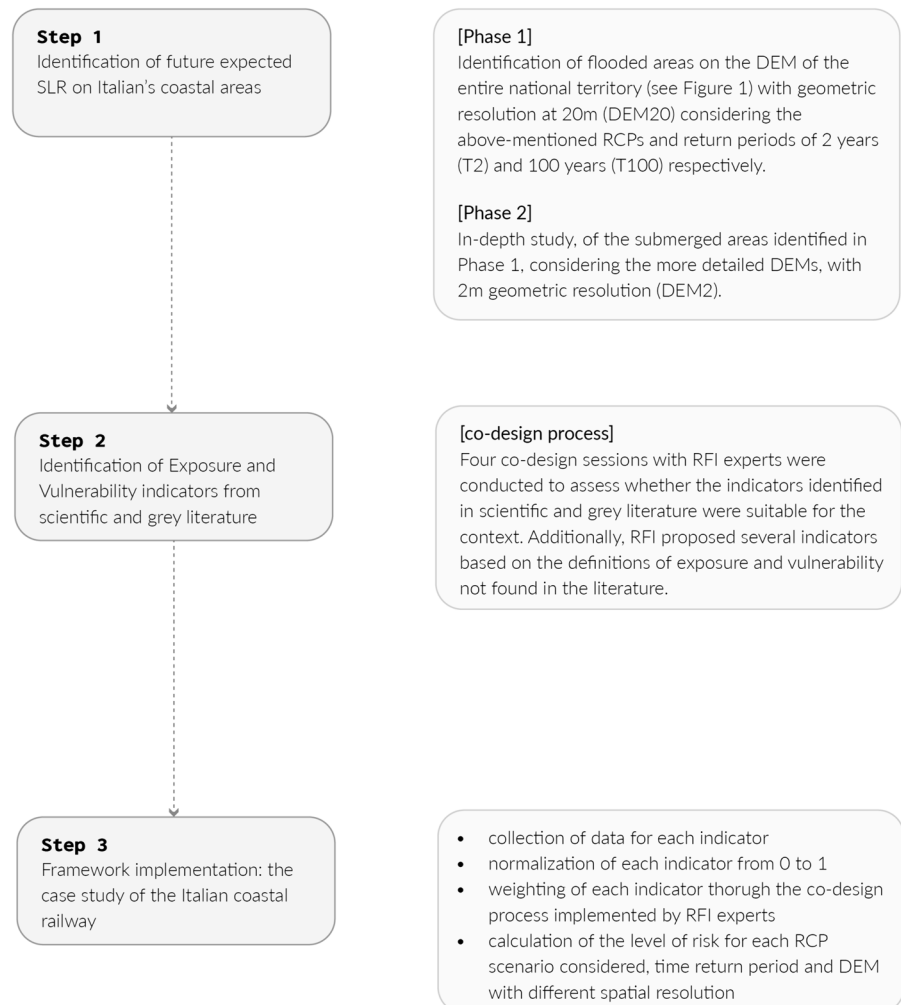 Step 1
Identification of future expected
SLR on Italian's coastal areas
[Phase 1]
Identification of flooded areas on the DEM of the
entire national territory (see Figure 1) with geometric
resolution at 20m (DEM20) considering the
above-mentioned RCPs and return periods of 2 years
(T2) and 100 years (T100) respectively.
[Phase 2]
In-depth study, of the submerged areas identified in
Phase 1, considering the more detailed DEMs, with
2m geometric resolution (DEM2).
Step 2
Identification of Exposure and
Vulnerability indicators from
scientific and grey literature
[co-design process]
Four co-design sessions with RFI experts were
conducted to assess whether the indicators identified
in scientific and grey literature were suitable for the
context. Additionally, RFI proposed several indicators
based on the definitions of exposure and vulnerability
not found in the literature.
Step 3
Framework implementation: the
case study of the Italian coastal
railway
• collection of data for each indicator
• normalization of each indicator from 0 to 1
• weighting of each indicator thorugh the co-design
process implemented by RFI experts
• calculation of the level of risk for each RCP
scenario considered, time return period and DEM
with different spatial resolution